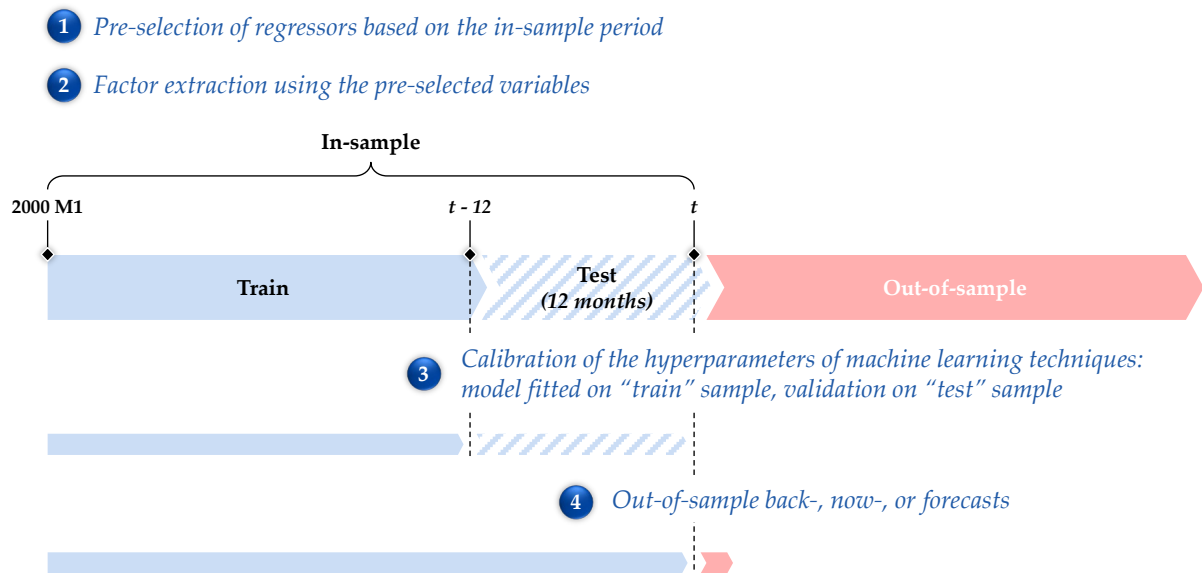 1 Pre-selection of regressors based on the in-sample period
2 Factor extraction using the pre-selected variables
In-sample
2000 M1 t - 12 t
Train
Test
(12 months)
Out-of-sample
3 Calibration of the hyperparameters of machine learning techniques:
model fitted on “train” sample, validation on “test” sample
4 Out-of-sample back-, now-, or forecasts